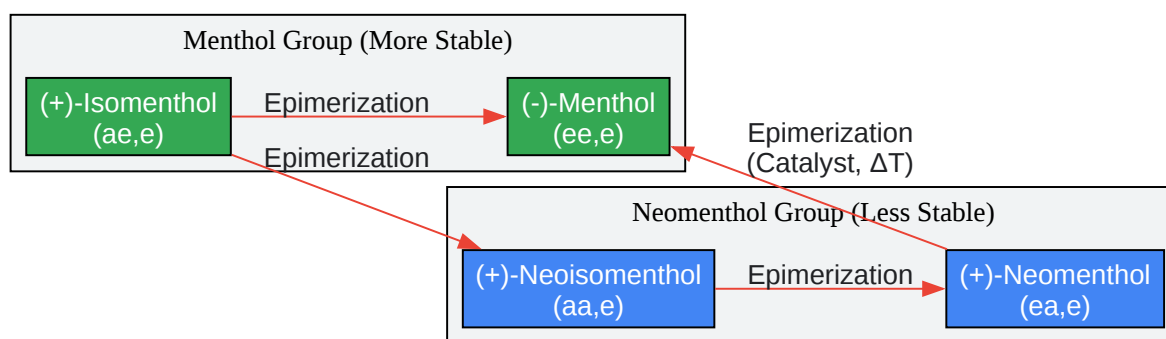 Menthol Group (More Stable)
(+)-Isomenthol
(ae,e)
Epimerization
(-)-Menthol
(ee,e)
Epimerization
Epimerization
(Catalyst, ΔT)
Neomenthol Group (Less Stable)
(+)-Neoisomenthol
(aa,e)
Epimerization
(+)-Neomenthol
(ea,e)